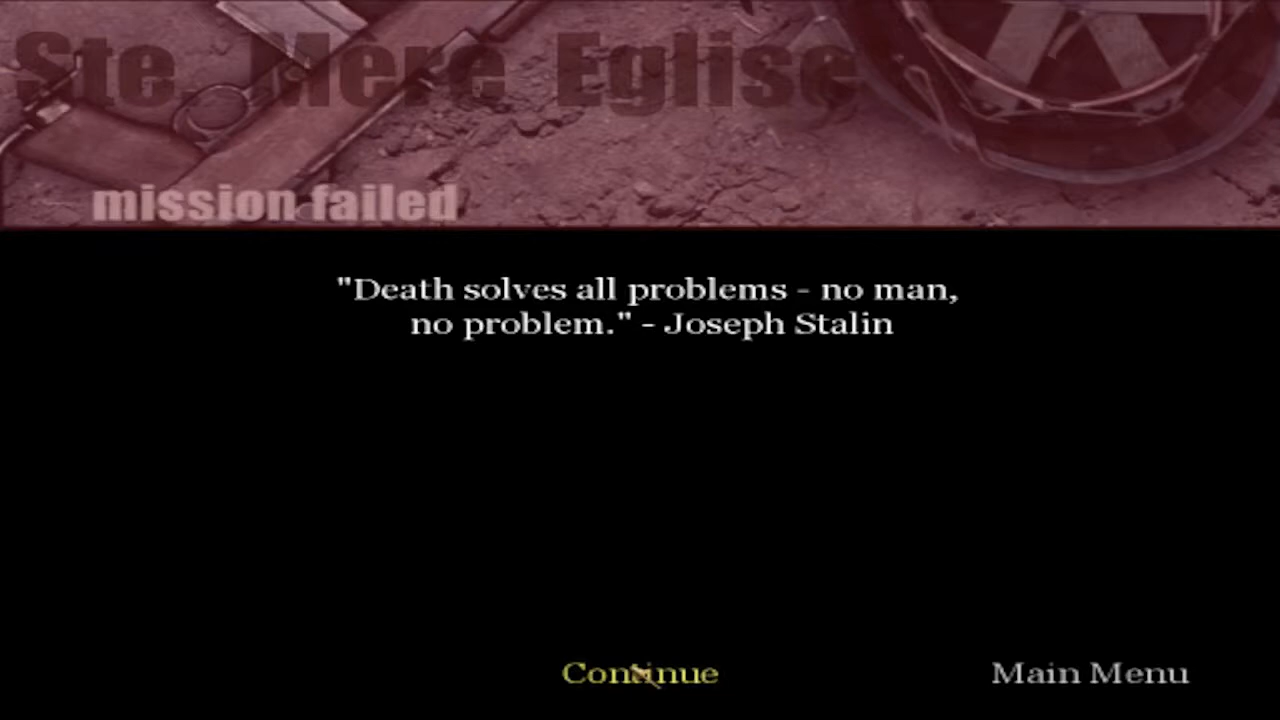 Ste. Mere Eglise
mission failed
"Death solves all problems - no man,
no problem." - Joseph Stalin
Continue
Main Menu